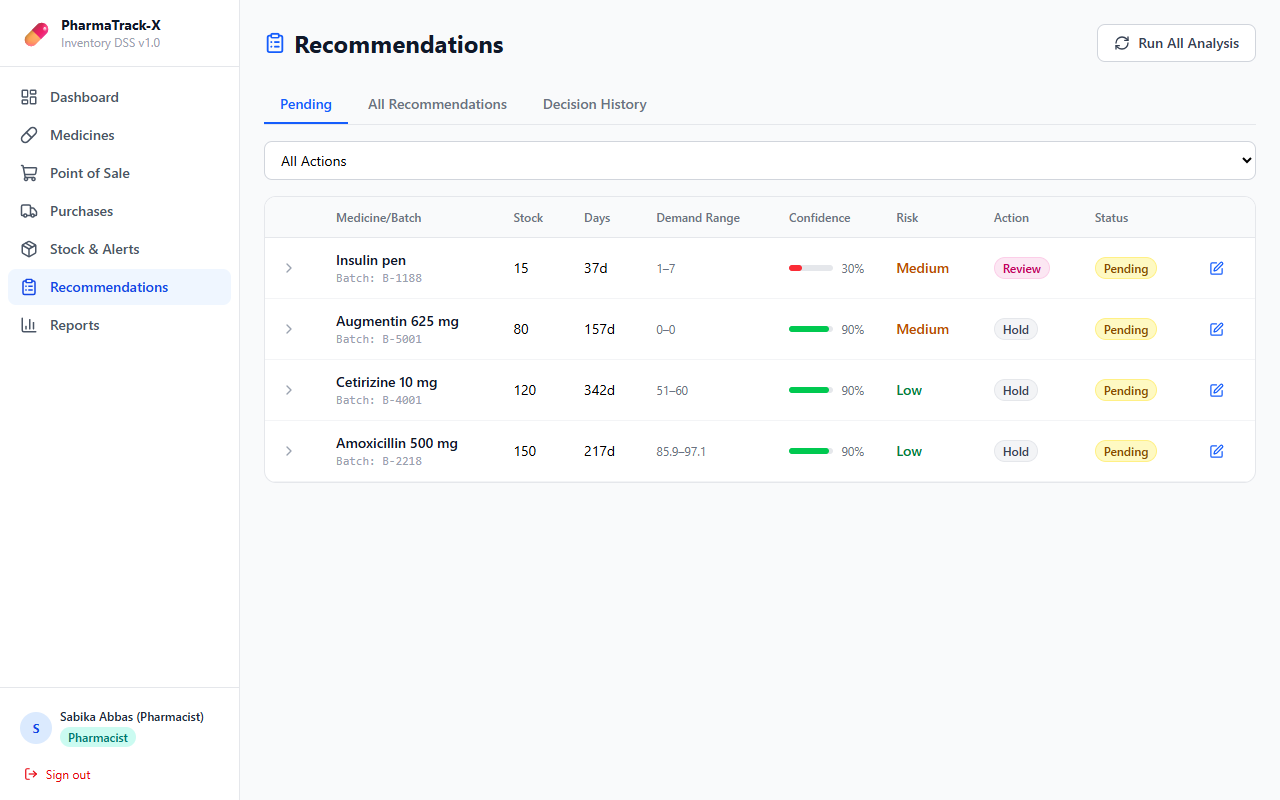 PharmaTrack-X
Inventory DSS v1.0
Dashboard
Medicines
Point of Sale
Purchases
Stock & Alerts
Recommendations
Reports
Sabika Abbas (Pharmacist)
S
Pharmacist
Sign out
Recommendations
Run All Analysis
Pending All Recommendations Decision History
All Actions
Medicine/Batch Stock Days Demand Range Confidence Risk Action Status
Insulin pen
Batch: B-1188
15 37d 1–7 30% Medium Review Pending
Augmentin 625 mg
Batch: B-5001
80 157d 0–0 90% Medium Hold Pending
Cetirizine 10 mg
Batch: B-4001
120 342d 51–60 90% Low Hold Pending
Amoxicillin 500 mg
Batch: B-2218
150 217d 85.9–97.1 90% Low Hold Pending